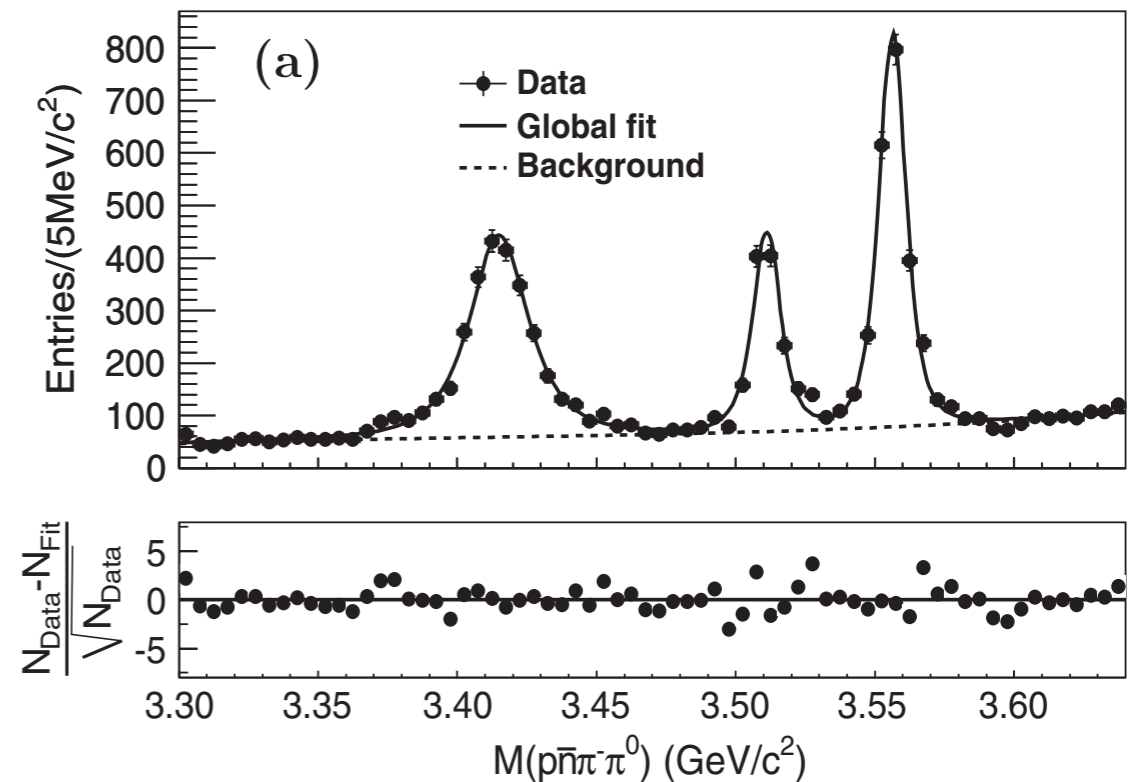 (a)
Data
Global fit
Background
Entries/(5MeV/c²)
800
700
600
500
400
300
200
100
0
N_Data-N_Fit
√N_Data
5
0
-5
3.30 3.35 3.40 3.45 3.50 3.55 3.60
M(pn̄π⁻π⁰) (GeV/c²)